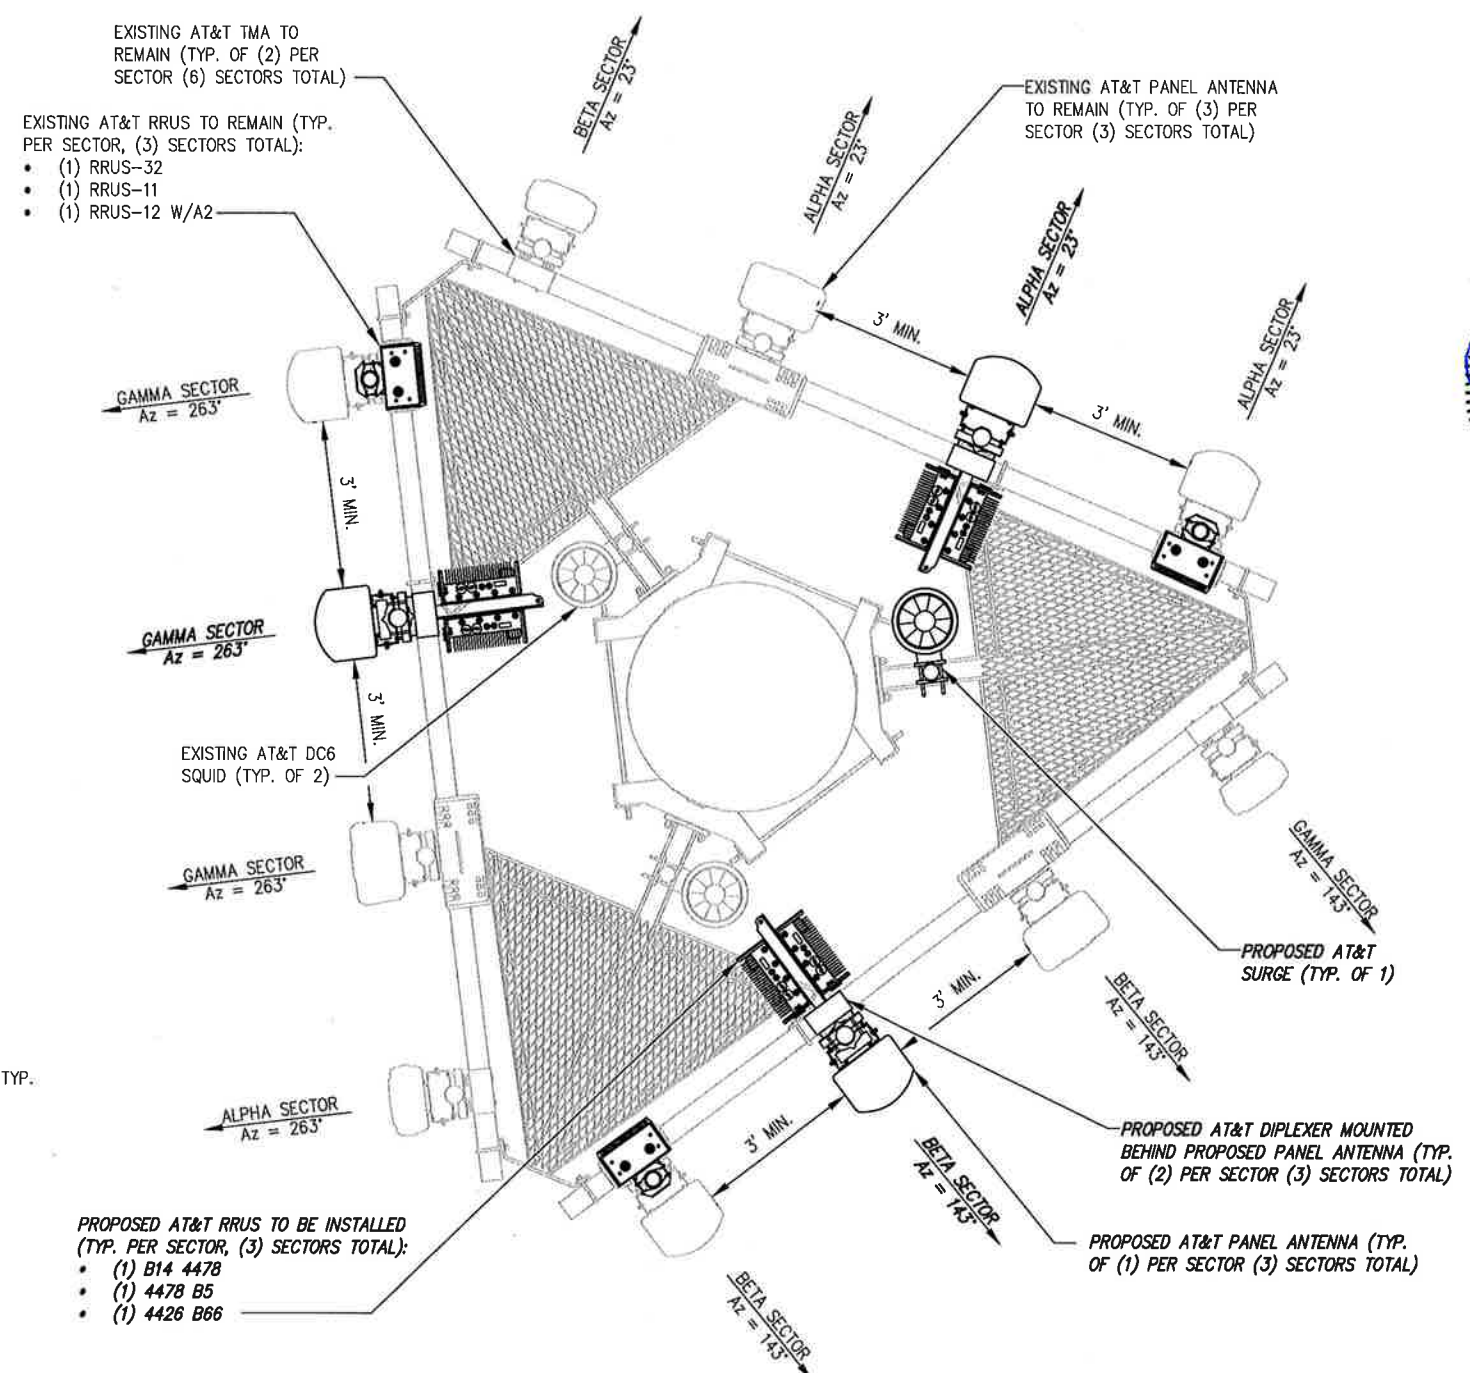 EXISTING AT&T TMA TO
REMAIN (TYP. OF (2) PER
SECTOR (6) SECTORS TOTAL)
EXISTING AT&T RRUS TO REMAIN (TYP.
PER SECTOR, (3) SECTORS TOTAL):
• (1) RRUS-32
• (1) RRUS-11
• (1) RRUS-12 W/A2
BETA SECTOR
Az = 23°
ALPHA SECTOR
Az = 23°
EXISTING AT&T PANEL ANTENNA
TO REMAIN (TYP. OF (3) PER
SECTOR (3) SECTORS TOTAL)
ALPHA SECTOR
Az = 23°
ALPHA SECTOR
Az = 23°
3' MIN.
3' MIN.
GAMMA SECTOR
Az = 263°
3' MIN.
GAMMA SECTOR
Az = 263°
3' MIN.
EXISTING AT&T DC6
SQUID (TYP. OF 2)
GAMMA SECTOR
Az = 263°
GAMMA SECTOR
Az = 143°
PROPOSED AT&T
SURGE (TYP. OF 1)
3' MIN.
BETA SECTOR
Az = 143°
TYP.
ALPHA SECTOR
Az = 263°
3' MIN.
PROPOSED AT&T DIPLEXER MOUNTED
BEHIND PROPOSED PANEL ANTENNA (TYP.
OF (2) PER SECTOR (3) SECTORS TOTAL)
BETA SECTOR
Az = 143°
PROPOSED AT&T RRUS TO BE INSTALLED
(TYP. PER SECTOR, (3) SECTORS TOTAL):
• (1) B14 4478
• (1) 4478 B5
• (1) 4426 B66
PROPOSED AT&T PANEL ANTENNA (TYP.
OF (1) PER SECTOR (3) SECTORS TOTAL)
BETA SECTOR
Az = 143°